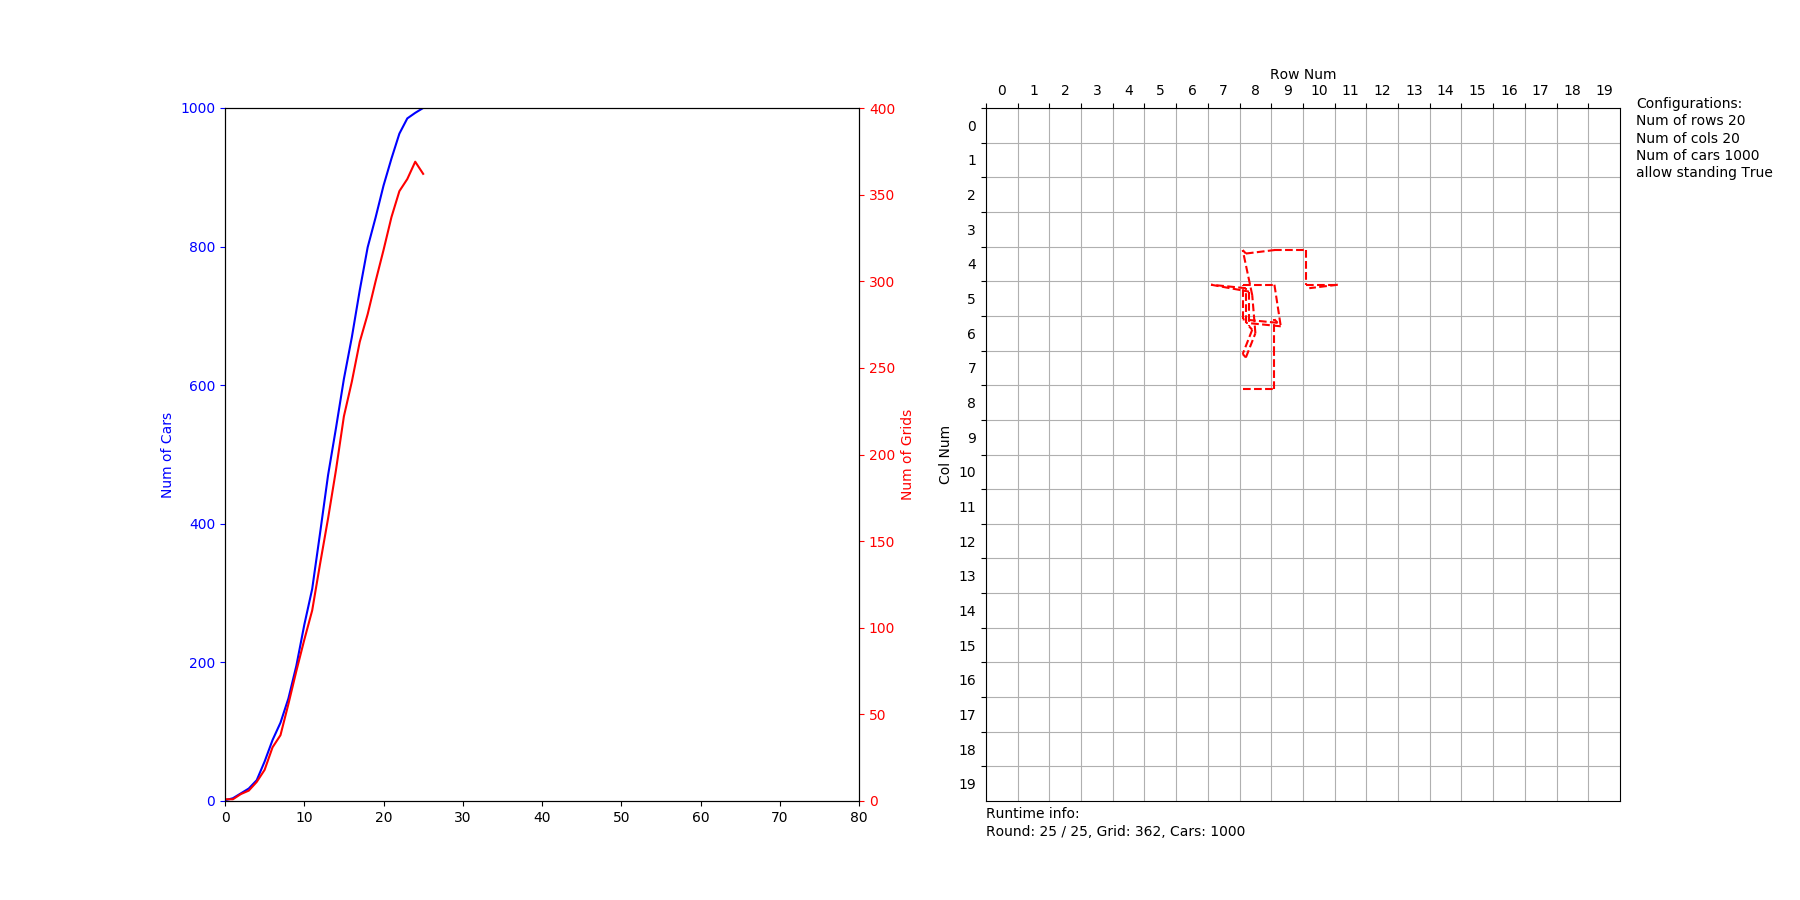 1000
800
600
400
200
0
Num of Cars
0 10 20 30 40 50 60 70 80
400
350
300
250
200
150
100
50
0
Num of Grids
Row Num
0 1 2 3 4 5 6 7 8 9 10 11 12 13 14 15 16 17 18 19
Col Num
0
1
2
3
4
5
6
7
8
9
10
11
12
13
14
15
16
17
18
19
Configurations:
Num of rows 20
Num of cols 20
Num of cars 1000
allow standing True
Runtime info:
Round: 25 / 25, Grid: 362, Cars: 1000